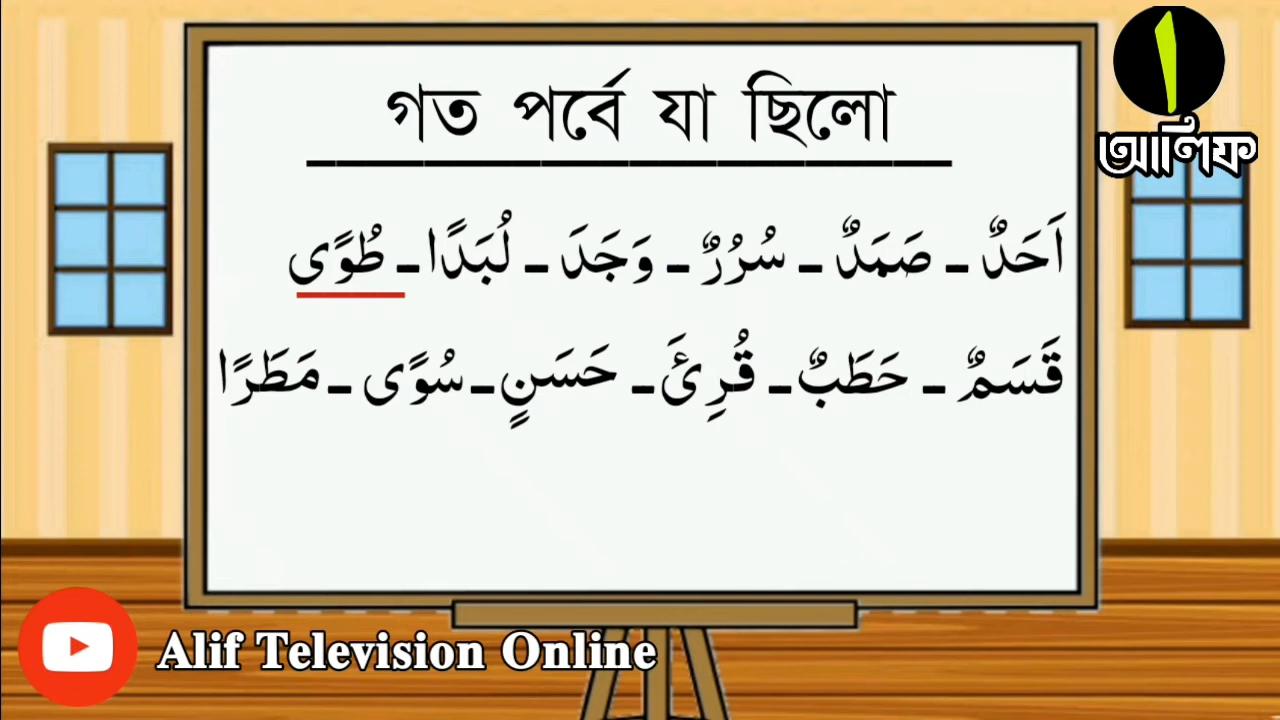 গত পর্বে যা ছিলো
اَحَدٌ ـ صَمَدٌ ـ سُرُرٌ ـ وَجَدَ ـ لُبَدًا ـ طُوًى
قَسَمٌ ـ حَطَبٌ ـ قُرِئَ ـ حَسَنٍ ـ سُوًى ـ مَطَرًا
আলিফ
Alif Television Online